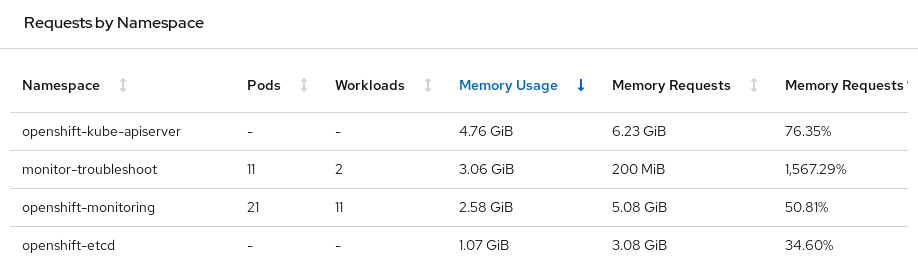 Requests by Namespace
Namespace Pods Workloads Memory Usage Memory Requests Memory Requests
openshift-kube-apiserver - - 4.76 GiB 6.23 GiB 76.35%
monitor-troubleshoot 11 2 3.06 GiB 200 MiB 1,567.29%
openshift-monitoring 21 11 2.58 GiB 5.08 GiB 50.81%
openshift-etcd - - 1.07 GiB 3.08 GiB 34.60%